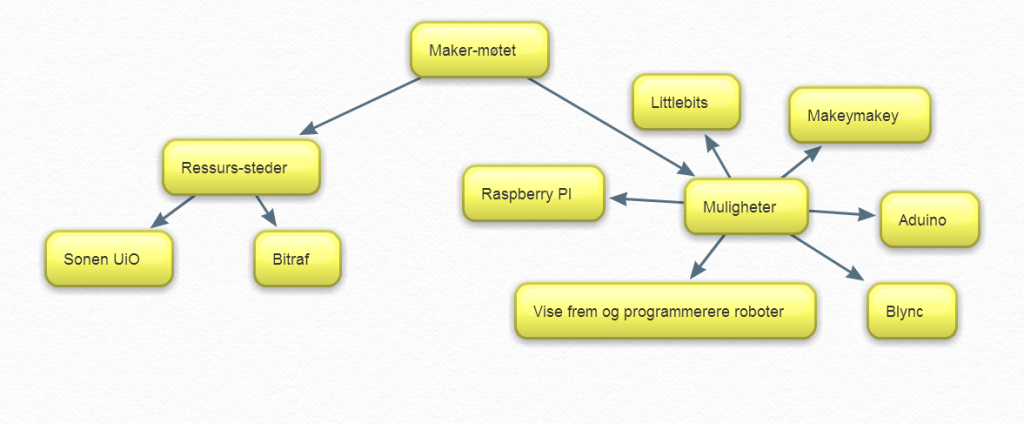 Maker-møtet
Littlebits
Makeymakey
Ressurs-steder
Raspberry PI
Muligheter
Aduino
Sonen UiO
Bitraf
Vise frem og programmerere roboter
Blync